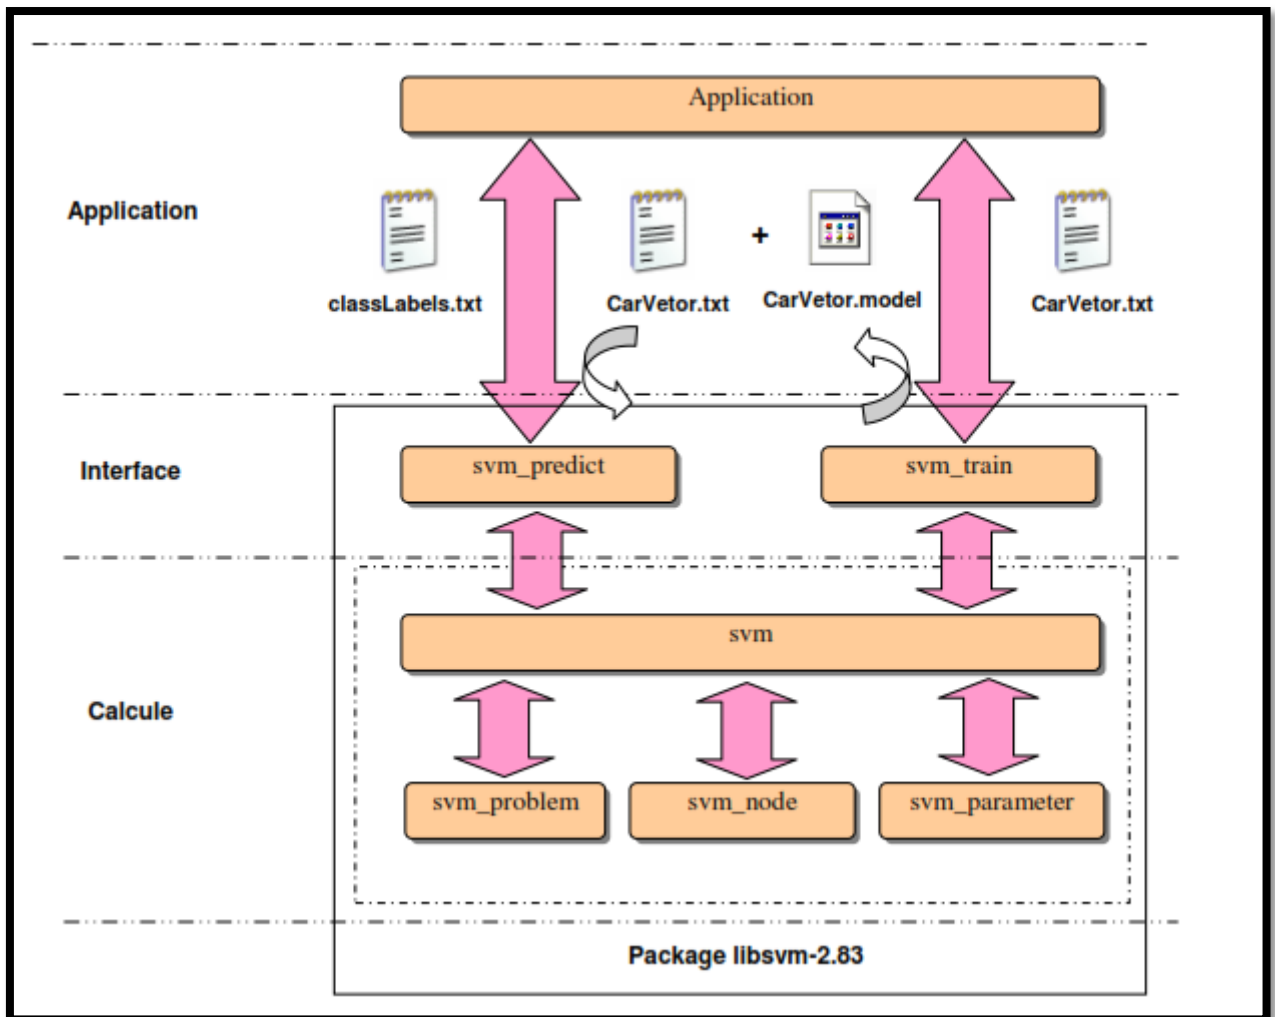 Application
Application
+
classLabels.txt
CarVetor.txt
CarVetor.model
CarVetor.txt
Interface
svm_predict
svm_train
svm
Calcule
svm_problem
svm_node
svm_parameter
Package libsvm-2.83